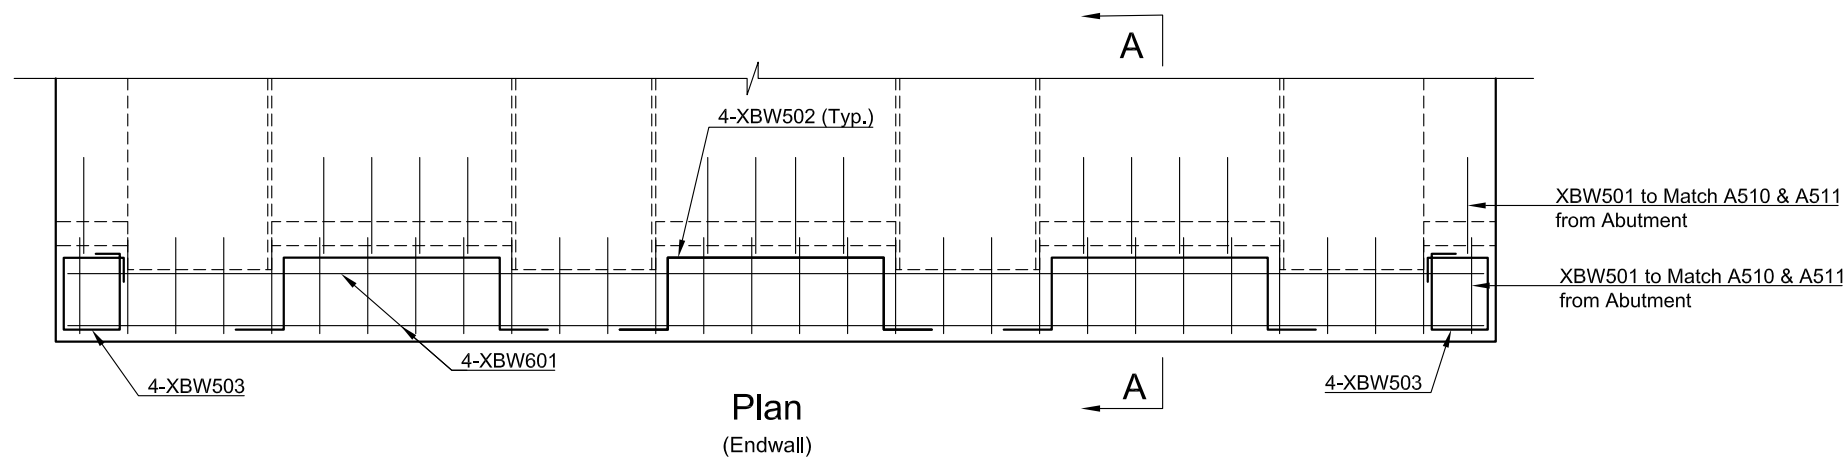 A
4-XBW502 (Typ.)
XBW501 to Match A510 & A511
from Abutment
XBW501 to Match A510 & A511
from Abutment
4-XBW601
4-XBW503
4-XBW503
A
Plan
(Endwall)